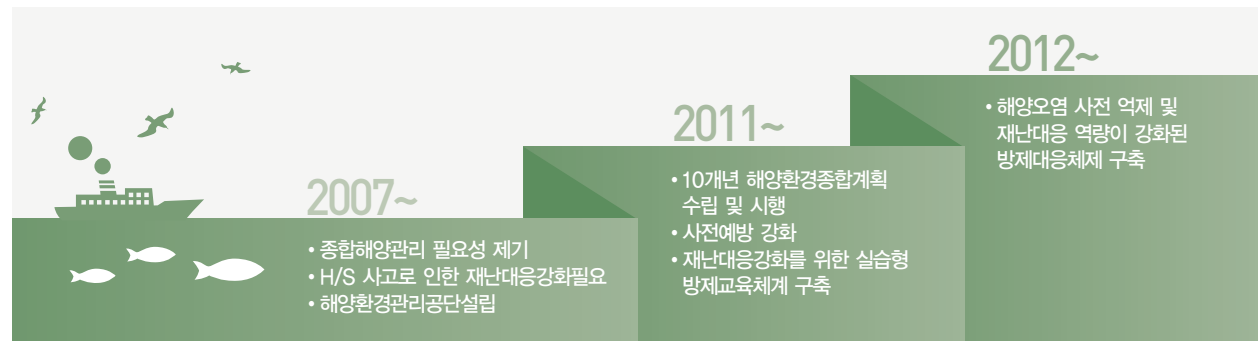 2007~
• 종합해양관리 필요성 제기
• H/S 사고로 인한 재난대응강화필요
• 해양환경관리공단설립
2011~
• 10개년 해양환경종합계획
수립 및 시행
• 사전예방 강화
• 재난대응강화를 위한 실습형
방제교육체계 구축
2012~
• 해양오염 사전 억제 및
재난대응 역량이 강화된
방제대응체제 구축